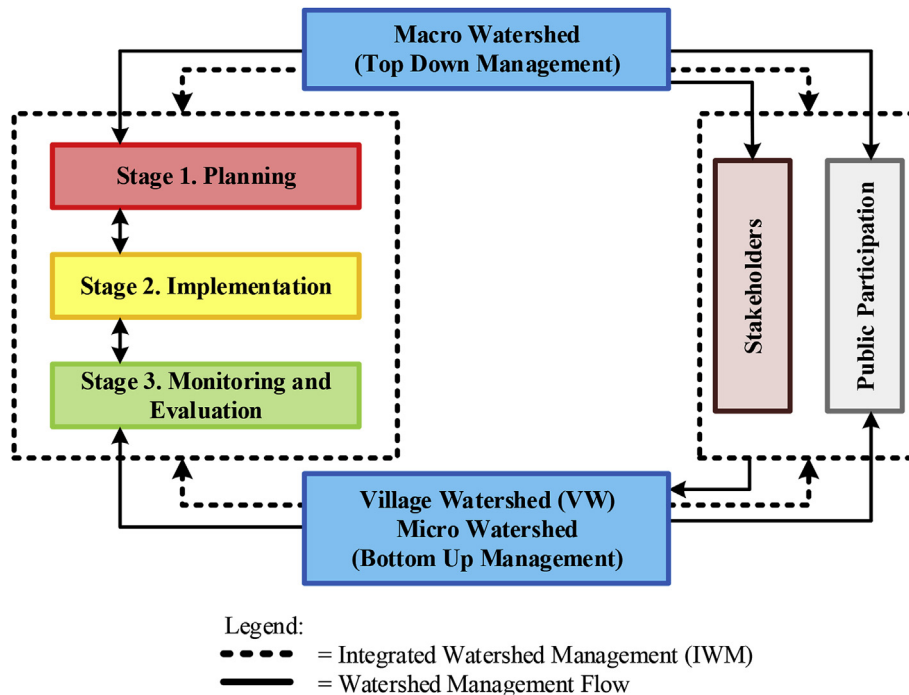 Macro Watershed
(Top Down Management)
Stage 1. Planning
Stage 2. Implementation
Stage 3. Monitoring and
Evaluation
Stakeholders
Public Participation
Village Watershed (VW)
Micro Watershed
(Bottom Up Management)
Legend:
= Integrated Watershed Management (IWM)
= Watershed Management Flow